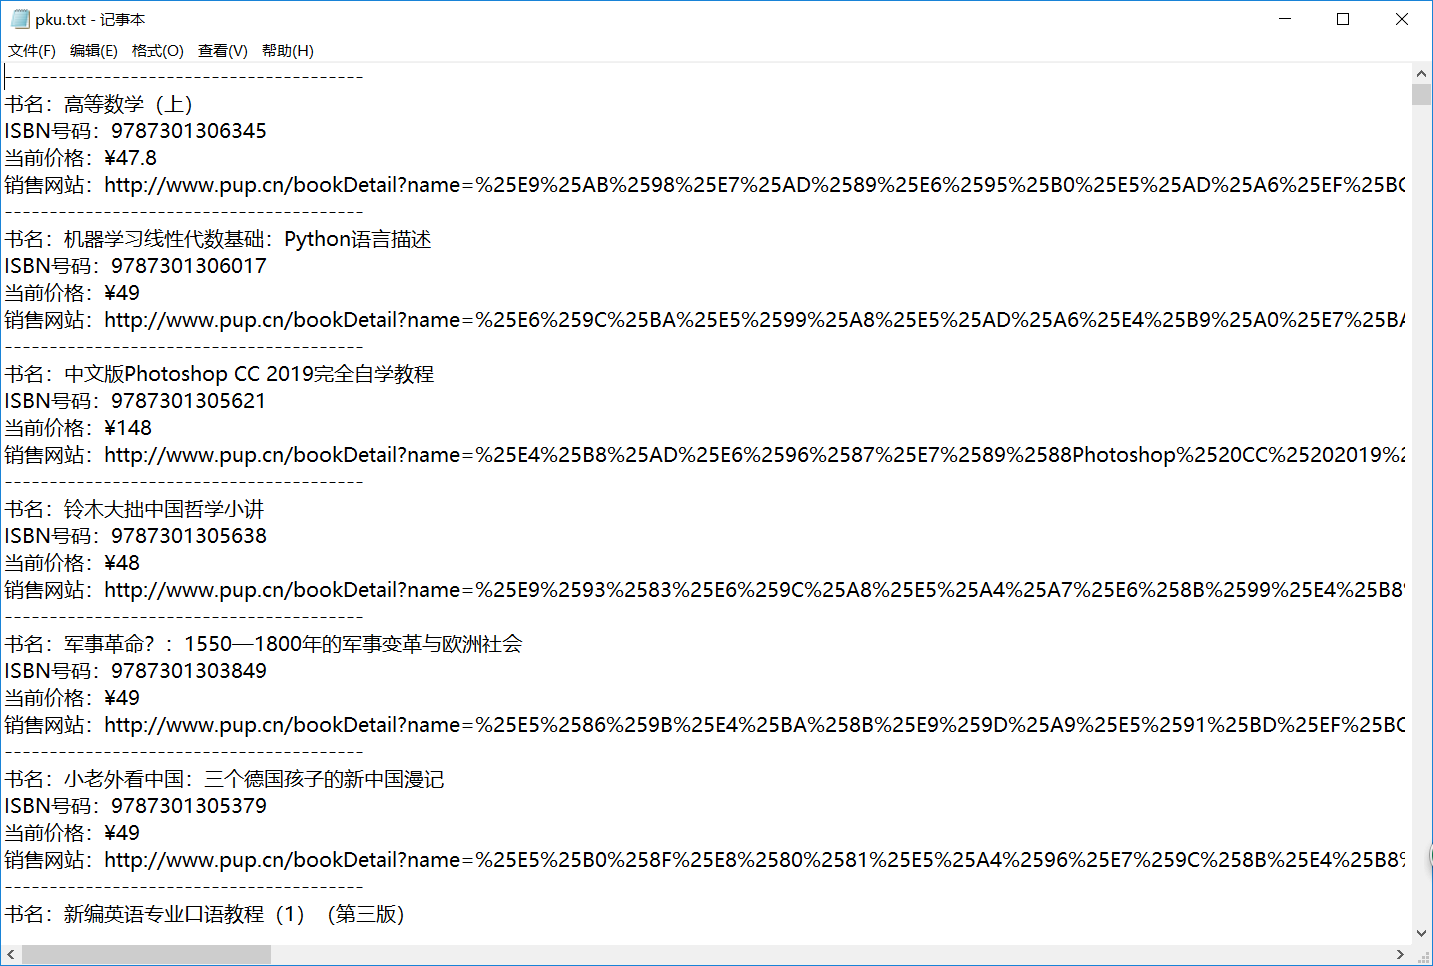 pku.txt - 记事本
文件(F) 编辑(E) 格式(O) 查看(V) 帮助(H)
----------------------------------------
书名：高等数学（上）
ISBN号码：9787301306345
当前价格：¥47.8
销售网站：http://www.pup.cn/bookDetail?name=%25E9%25AB%2598%25E7%25AD%2589%25E6%2595%25B0%25E5%25AD%25A6%25EF%25BC
----------------------------------------
书名：机器学习线性代数基础：Python语言描述
ISBN号码：9787301306017
当前价格：¥49
销售网站：http://www.pup.cn/bookDetail?name=%25E6%259C%25BA%25E5%2599%25A8%25E5%25AD%25A6%25E4%25B9%25A0%25E7%25BA
----------------------------------------
书名：中文版Photoshop CC 2019完全自学教程
ISBN号码：9787301305621
当前价格：¥148
销售网站：http://www.pup.cn/bookDetail?name=%25E4%25B8%25AD%25E6%2596%2587%25E7%2589%2588Photoshop%2520CC%25202019%2
----------------------------------------
书名：铃木大拙中国哲学小讲
ISBN号码：9787301305638
当前价格：¥48
销售网站：http://www.pup.cn/bookDetail?name=%25E9%2593%2583%25E6%259C%25A8%25E5%25A4%25A7%25E6%258B%2599%25E4%25B8%
----------------------------------------
书名：军事革命？：1550—1800年的军事变革与欧洲社会
ISBN号码：9787301303849
当前价格：¥49
销售网站：http://www.pup.cn/bookDetail?name=%25E5%2586%259B%25E4%25BA%258B%25E9%259D%25A9%25E5%2591%25BD%25EF%25BC
----------------------------------------
书名：小老外看中国：三个德国孩子的新中国漫记
ISBN号码：9787301305379
当前价格：¥49
销售网站：http://www.pup.cn/bookDetail?name=%25E5%25B0%258F%25E8%2580%2581%25E5%25A4%2596%25E7%259C%258B%25E4%25B8%
----------------------------------------
书名：新编英语专业口语教程（1）（第三版）